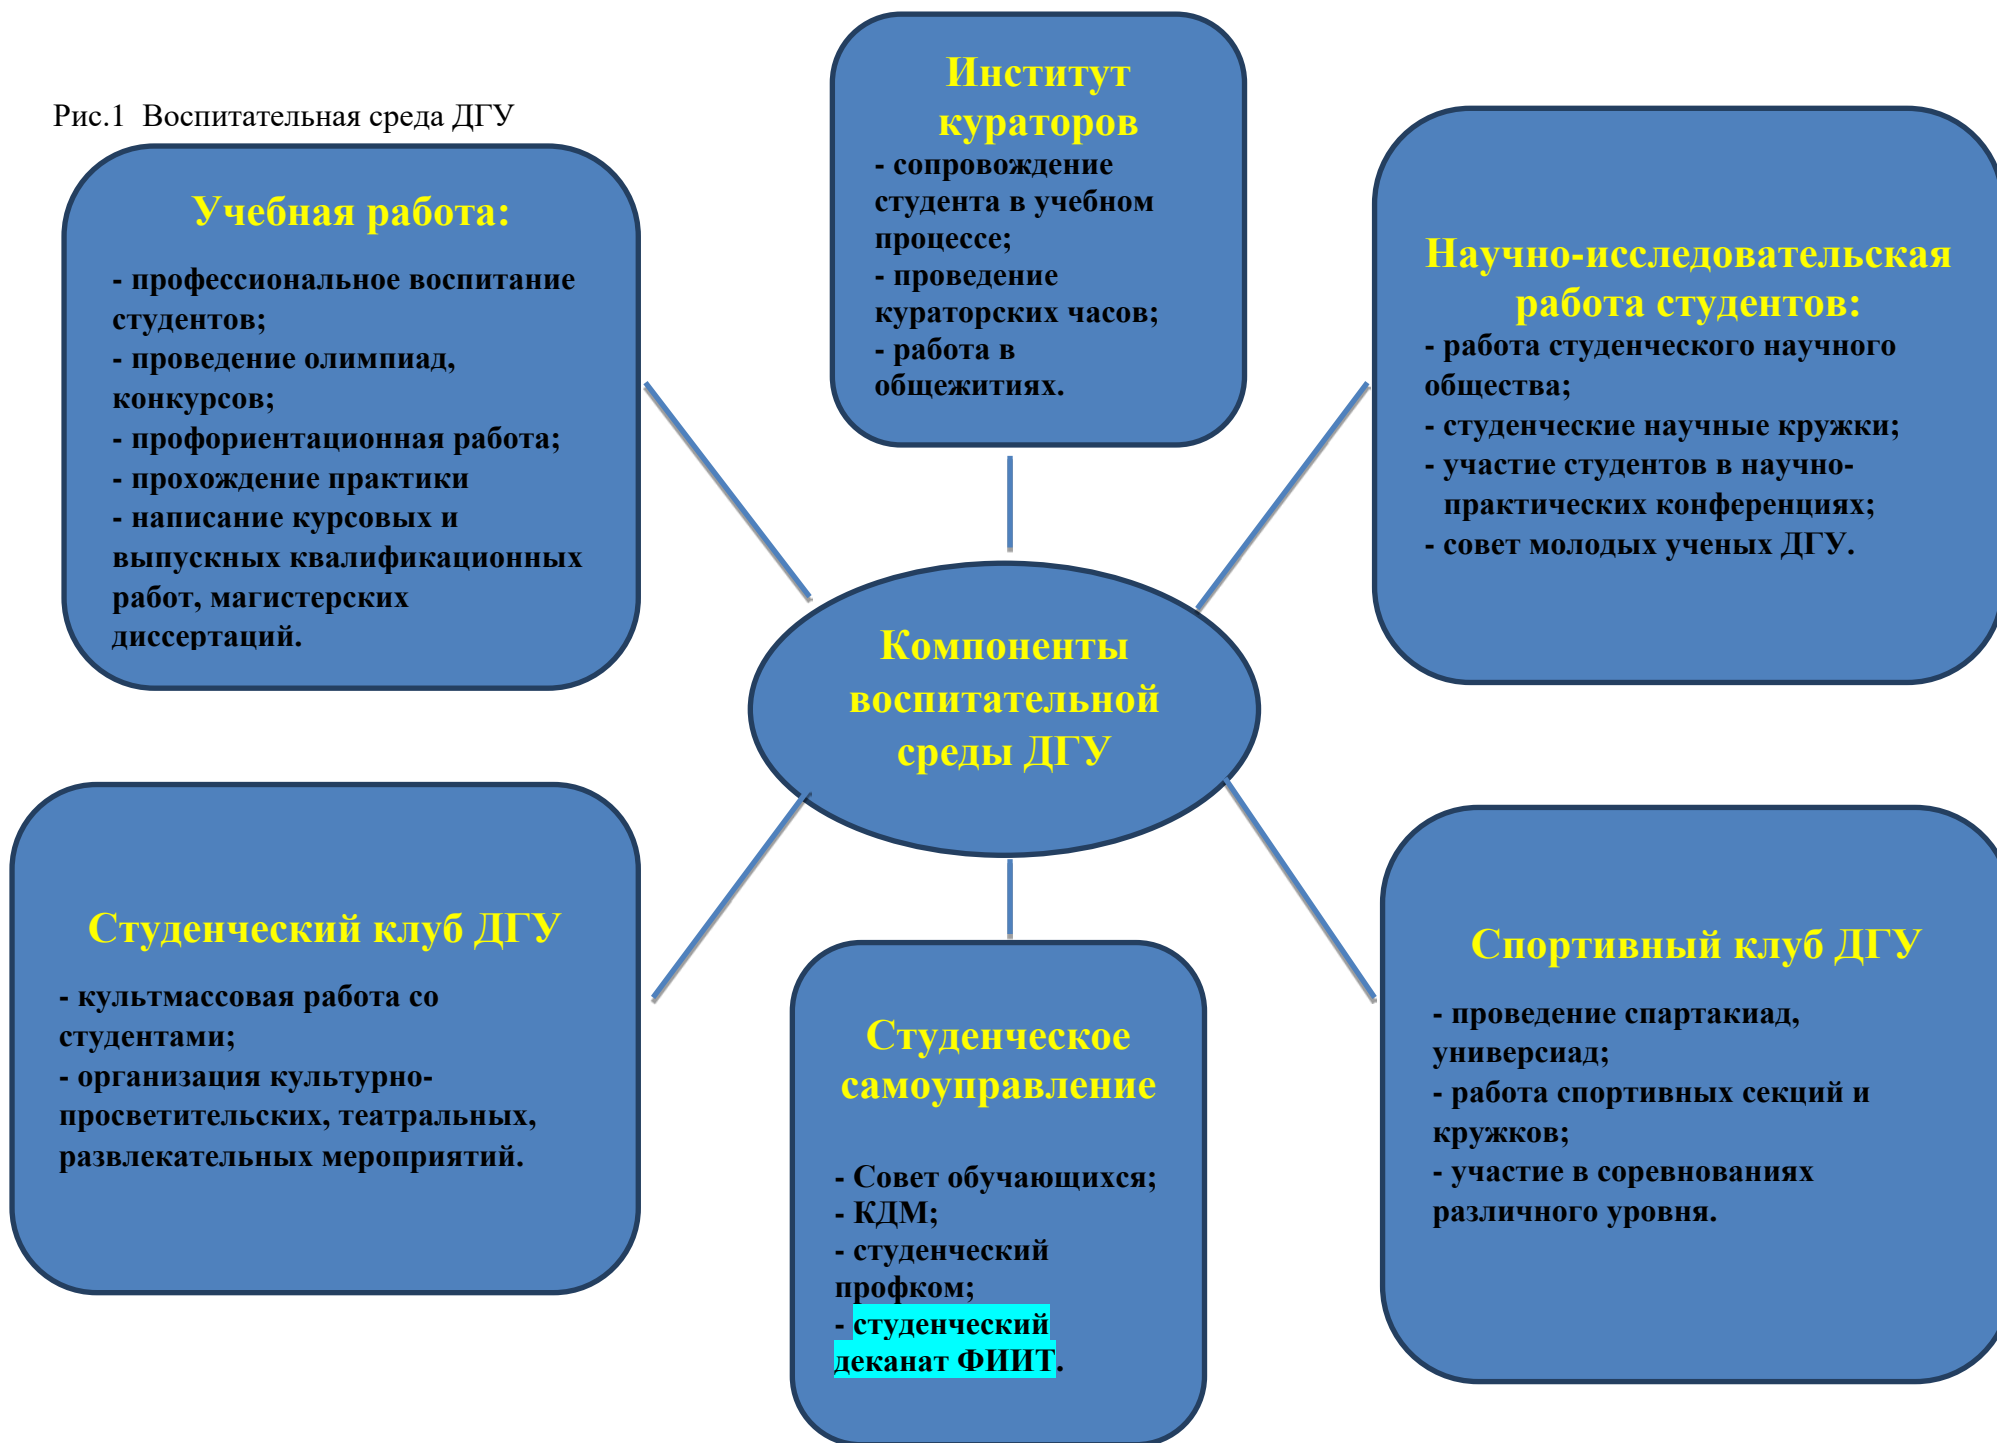 Рис.1  Воспитательная среда ДГУ
Учебная работа:
- профессиональное воспитание
студентов;
- проведение олимпиад,
конкурсов;
- профориентационная работа;
- прохождение практики
- написание курсовых и
выпускных квалификационных
работ, магистерских
диссертаций.
Институт
кураторов
- сопровождение
студента в учебном
процессе;
- проведение
кураторских часов;
- работа в
общежитиях.
Научно-исследовательская
работа студентов:
- работа студенческого научного
общества;
- студенческие научные кружки;
- участие студентов в научно-
практических конференциях;
- совет молодых ученых ДГУ.
Компоненты
воспитательной
среды ДГУ
Студенческий клуб ДГУ
- культмассовая работа со
студентами;
- организация культурно-
просветительских, театральных,
развлекательных мероприятий.
Студенческое
самоуправление
- Совет обучающихся;
- КДМ;
- студенческий
профком;
- студенческий
деканат ФИИТ.
Спортивный клуб ДГУ
- проведение спартакиад,
универсиад;
- работа спортивных секций и
кружков;
- участие в соревнованиях
различного уровня.